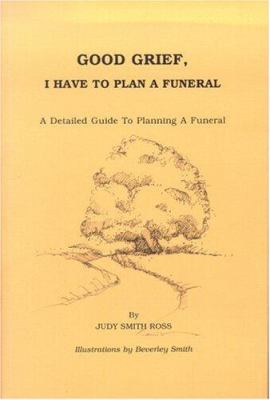 GOOD GRIEF,
I HAVE TO PLAN A FUNERAL
A Detailed Guide To Planning A Funeral
By
JUDY SMITH ROSS
Illustrations by Beverley Smith